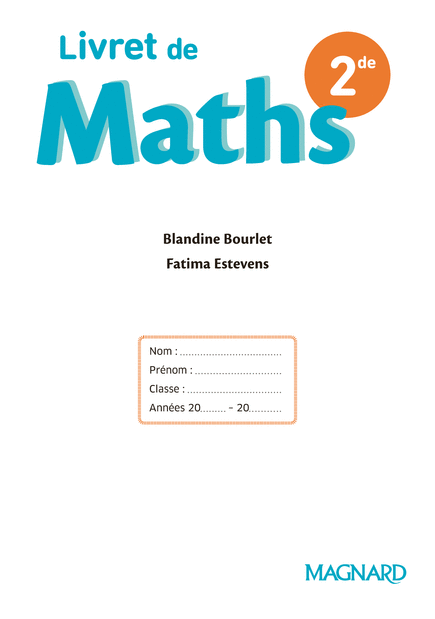 Livret de
Maths
2de
Blandine Bourlet
Fatima Estevens
Nom : ..................................
Prénom : .............................
Classe : ................................
Années 20......... – 20...........
MAGNARD